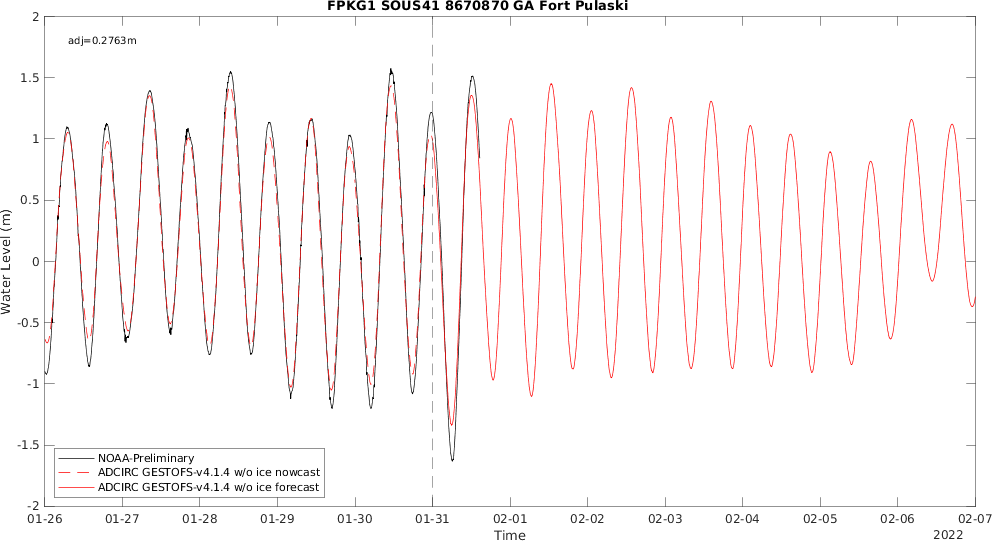 FPKG1 SOUS41 8670870 GA Fort Pulaski
adj=0.2763m
2
1.5
1
0.5
0
-0.5
-1
-1.5
-2
Water Level (m)
NOAA-Preliminary
ADCIRC GESTOFS-v4.1.4 w/o ice nowcast
ADCIRC GESTOFS-v4.1.4 w/o ice forecast
01-26 01-27 01-28 01-29 01-30 01-31 02-01 02-02 02-03 02-04 02-05 02-06 02-07
Time
2022